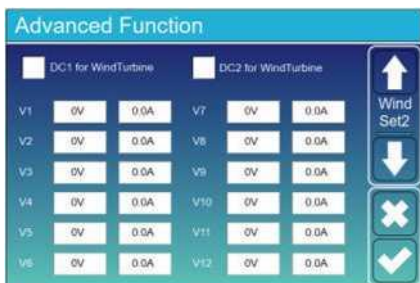 Advanced Function
DC1 for WindTurbine DC2 for WindTurbine
V1 0V 0.0A V7 0V 0.0A
V2 0V 0.0A V8 0V 0.0A
V3 0V 0.0A V9 0V 0.0A
V4 0V 0.0A V10 0V 0.0A
V5 0V 0.0A V11 0V 0.0A
V6 0V 0.0A V12 0V 0.0A
Wind
Set2